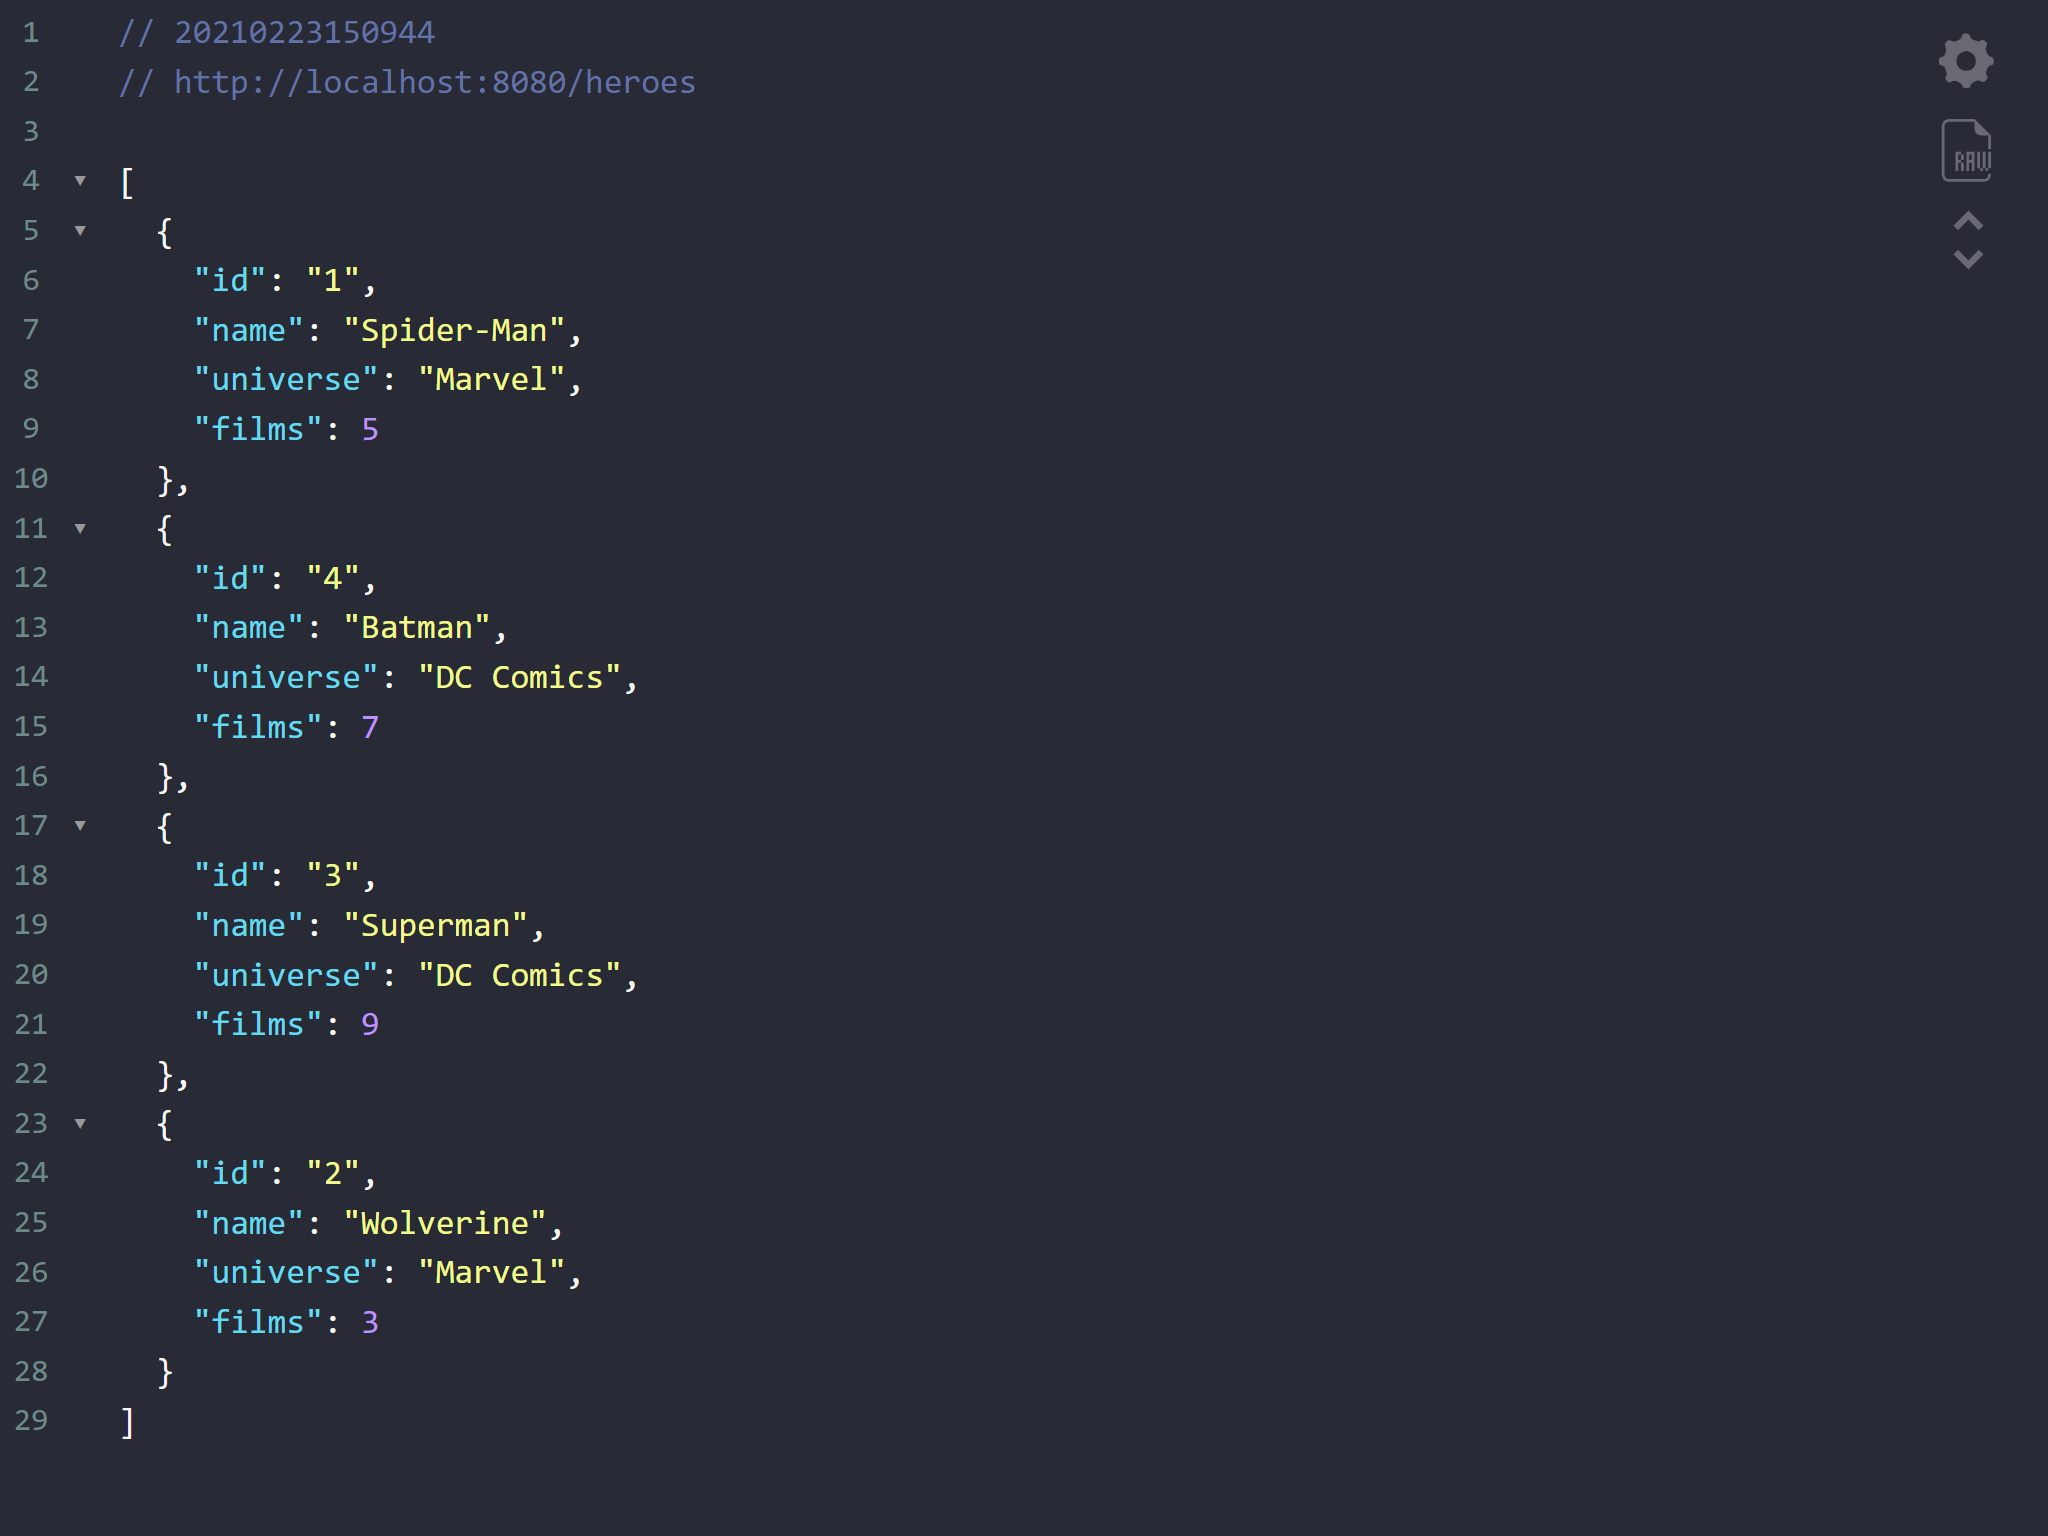 1 // 20210223150944
2 // http://localhost:8080/heroes
3
4 ▼ [
5 ▼ {
6 "id": "1",
7 "name": "Spider-Man",
8 "universe": "Marvel",
9 "films": 5
10 },
11 ▼ {
12 "id": "4",
13 "name": "Batman",
14 "universe": "DC Comics",
15 "films": 7
16 },
17 ▼ {
18 "id": "3",
19 "name": "Superman",
20 "universe": "DC Comics",
21 "films": 9
22 },
23 ▼ {
24 "id": "2",
25 "name": "Wolverine",
26 "universe": "Marvel",
27 "films": 3
28 }
29 ]
RAW